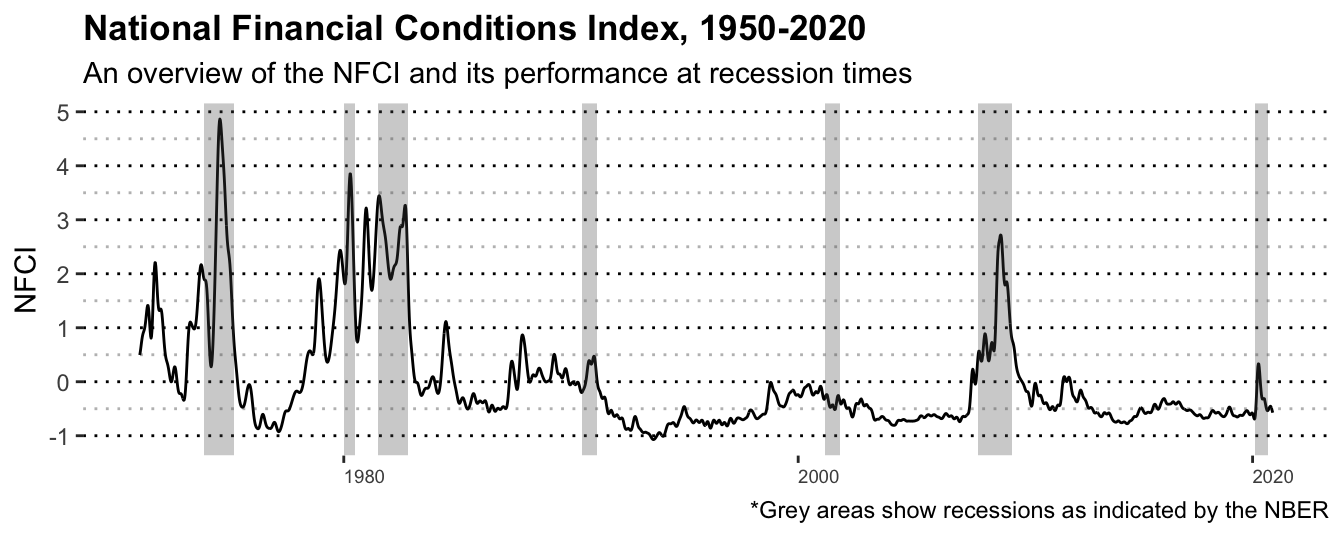 National Financial Conditions Index, 1950-2020
An overview of the NFCI and its performance at recession times
5
4
3
2
1
0
-1
NFCI
1980 2000 2020
*Grey areas show recessions as indicated by the NBER